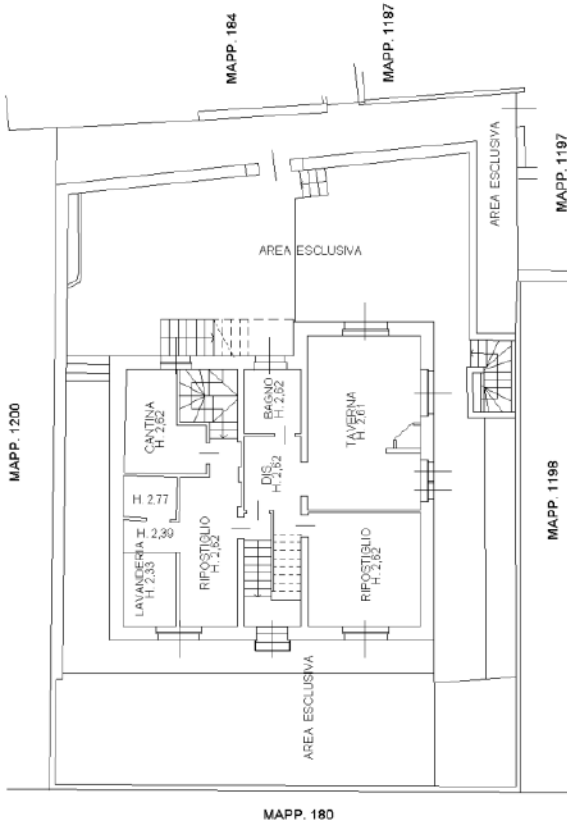 MAPP. 184
MAPP. 1187
MAPP. 1197
AREA ESCLUSIVA
AREA ESCLUSIVA
MAPP. 1200
CANTINA
H. 2,62
BAGNO
H. 2,62
TAVERNA
H. 2,61
H. 2,77
DIS.
H. 2,62
H. 2,30
LAVANDERIA
H. 2,33
RIPOSTIGLIO
H. 2,62
RIPOSTIGLIO
H. 2,62
MAPP. 1198
AREA ESCLUSIVA
MAPP. 180